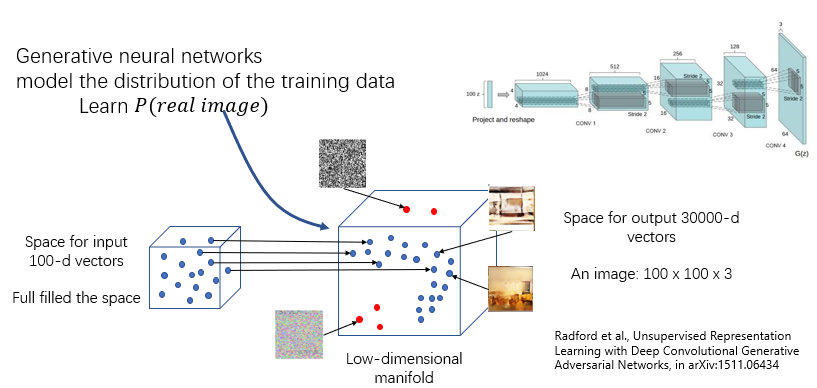 Generative neural networks
model the distribution of the training data
Learn P(real image)
3
128
256
512
1024
100 z
4
4
8
8
5
5
16
16
5
5
32
32
5
5
64
64
5
5
Stride 2
Stride 2
Stride 2
Stride 2
Project and reshape
CONV 1
CONV 2
CONV 3
CONV 4
G(z)
Space for input
100-d vectors
Full filled the space
Space for output 30000-d
vectors
An image: 100 x 100 x 3
Low-dimensional
manifold
Radford et al., Unsupervised Representation
Learning with Deep Convolutional Generative
Adversarial Networks, in arXiv:1511.06434